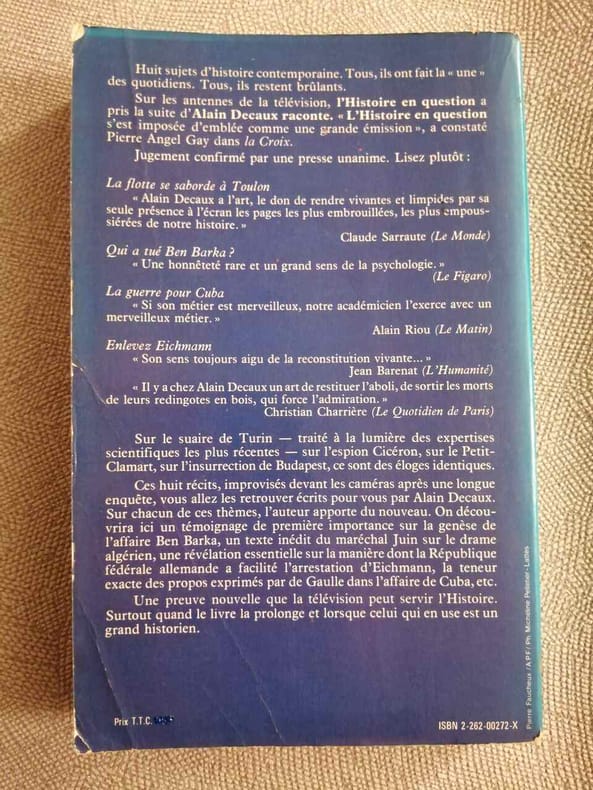 Huit sujets d'histoire contemporaine. Tous, ils ont fait la « une »
des quotidiens. Tous, ils restent brûlants.
Sur les antennes de la télévision, l'Histoire en question a
pris la suite d'Alain Decaux raconte. « L'Histoire en question
s'est imposée d'emblée comme une grande émission», a constaté
Pierre Angel Gay dans la Croix.
Jugement confirmé par une presse unanime. Lisez plutôt :
La flotte se saborde à Toulon
« Alain Decaux a l'art, le don de rendre vivantes et limpides par sa
seule présence à l'écran les pages les plus embrouillées, les plus empous-
siérées de notre histoire. »
Claude Sarraute (Le Monde)
Qui a tué Ben Barka ?
« Une honnêteté rare et un grand sens de la psychologie. »
(Le Figaro)
La guerre pour Cuba
« Si son métier est merveilleux, notre académicien l'exerce avec un
merveilleux métier. »
Alain Riou (Le Matin)
Enlevez Eichmann
« Son sens toujours aigu de la reconstitution vivante... »
Jean Barenat (L'Humanité)
« Il y a chez Alain Decaux un art de restituer l'aboli, de sortir les morts
de leurs redingotes en bois, qui force l'admiration. »
Christian Charrière (Le Quotidien de Paris)
Sur le suaire de Turin — traité à la lumière des expertises
scientifiques les plus récentes — sur l'espion Cicéron, sur le Petit-
Clamart, sur l'insurrection de Budapest, ce sont des éloges identiques.
Ces huit récits, improvisés devant les caméras après une longue
enquête, vous allez les retrouver écrits pour vous par Alain Decaux.
Sur chacun de ces thèmes, l'auteur apporte du nouveau. On décou-
vrira ici un témoignage de première importance sur la genèse de
l'affaire Ben Barka, un texte inédit du maréchal Juin sur le drame
algérien, une révélation essentielle sur la manière dont la République
fédérale allemande a facilité l'arrestation d'Eichmann, la teneur
exacte des propos exprimés par de Gaulle dans l'affaire de Cuba, etc.
Une preuve nouvelle que la télévision peut servir l'Histoire.
Surtout quand le livre la prolonge et lorsque celui qui en use est un
grand historien.
Prix T.T.C.
ISBN 2-262-00272-X
Pierre Faucheux / A P F / Ph. Micheline Pelletier - Lattes